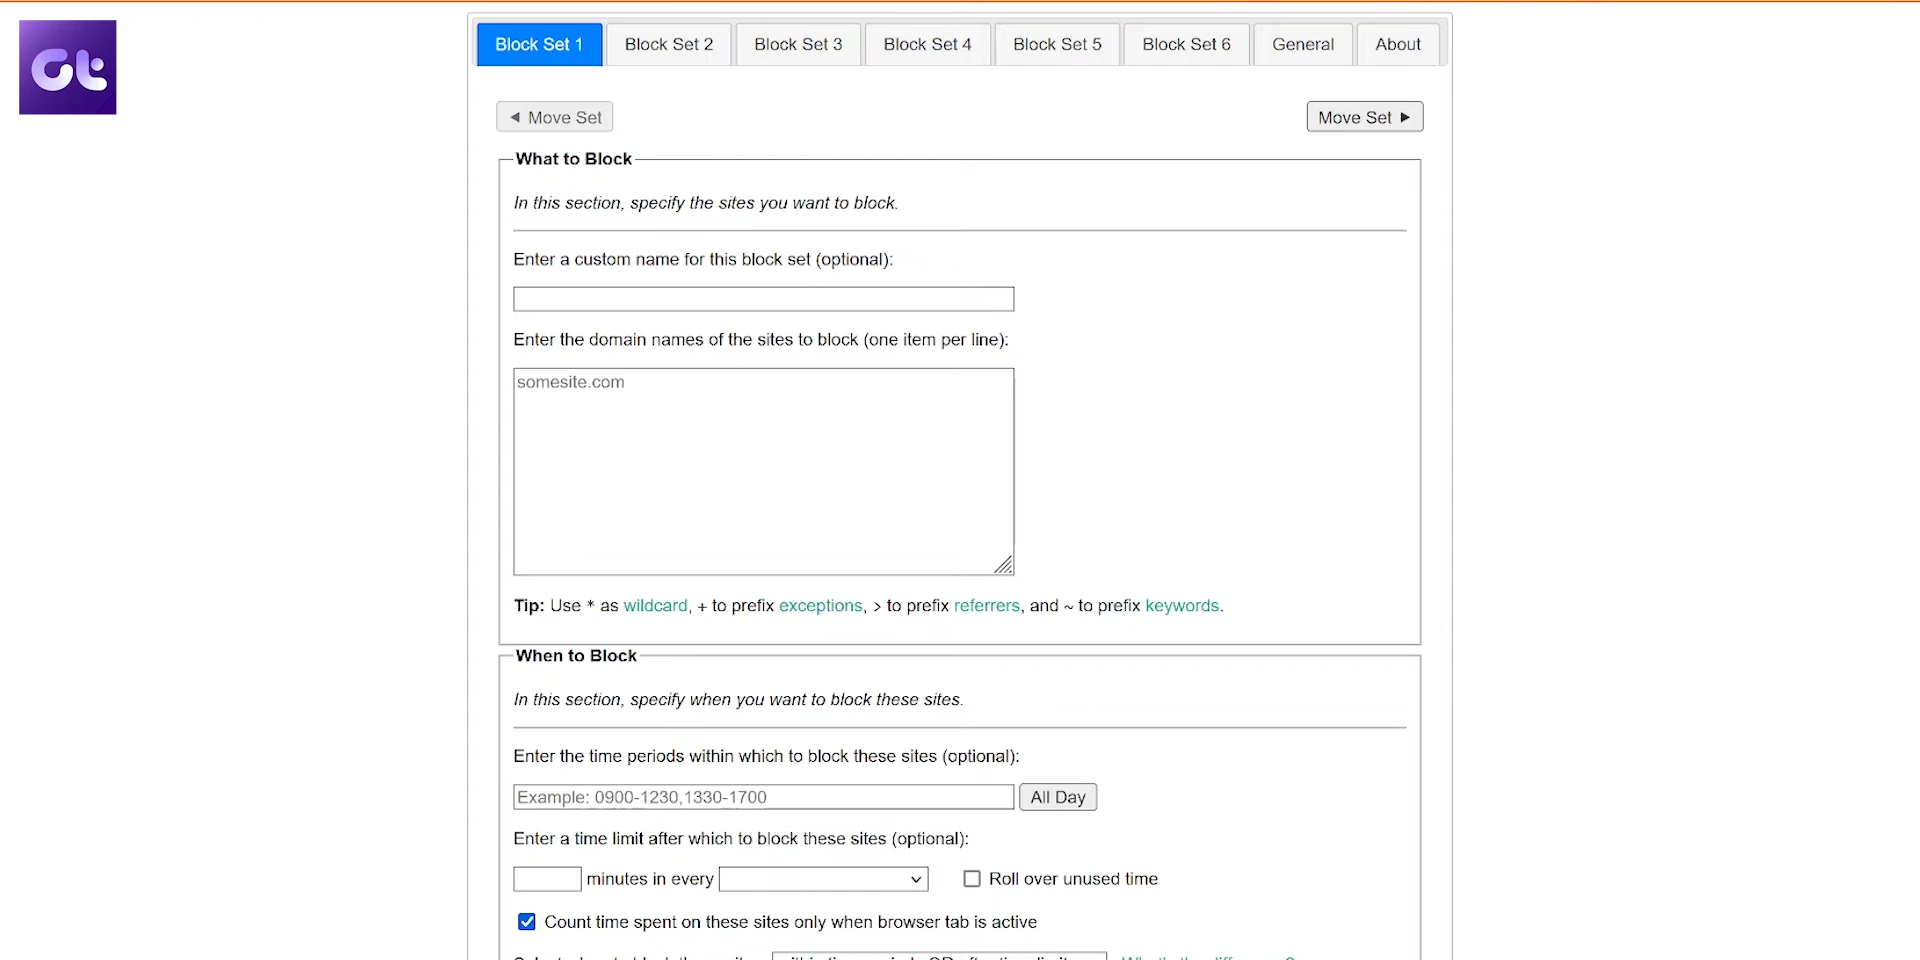 Gt
Block Set 1 Block Set 2 Block Set 3 Block Set 4 Block Set 5 Block Set 6 General About
◄ Move Set Move Set ►
What to Block
In this section, specify the sites you want to block.
Enter a custom name for this block set (optional):
Enter the domain names of the sites to block (one item per line):
somesite.com
Tip: Use * as wildcard, + to prefix exceptions, > to prefix referrers, and ~ to prefix keywords.
When to Block
In this section, specify when you want to block these sites.
Enter the time periods within which to block these sites (optional):
Example: 0900-1230,1330-1700 All Day
Enter a time limit after which to block these sites (optional):
minutes in every Roll over unused time
Count time spent on these sites only when browser tab is active